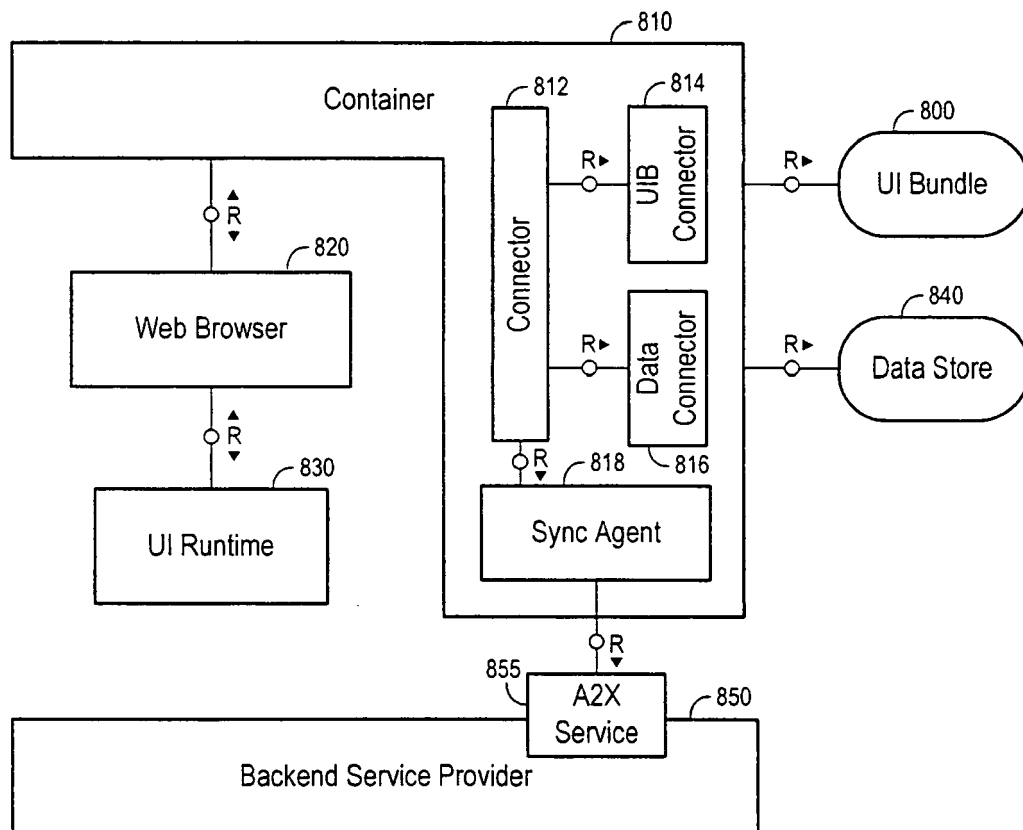 810
Container
812
814
800
R
R
UI Bundle
UIB
Connector
Connector
R
820
Web Browser
840
R
R
Data Store
Data
Connector
R
830
UI Runtime
R
818
816
Sync Agent
R
855
A2X
Service
850
Backend Service Provider